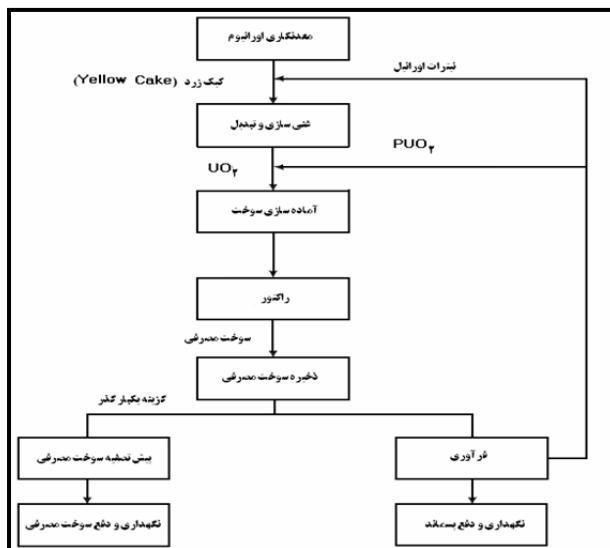 معدنکاری اورانیوم
نیترات اورانیل
کیک زرد (Yellow Cake)
غنی سازی و تبدیل
PUO۲
UO۲
آماده سازی سوخت
راکتور
سوخت مصرفی
ذخیره سوخت مصرفی
گزینه یکبار گذر
پیش تصفیه سوخت مصرفی
فرآوری
نگهداری و دفع سوخت مصرفی
نگهداری و دفع پسماند